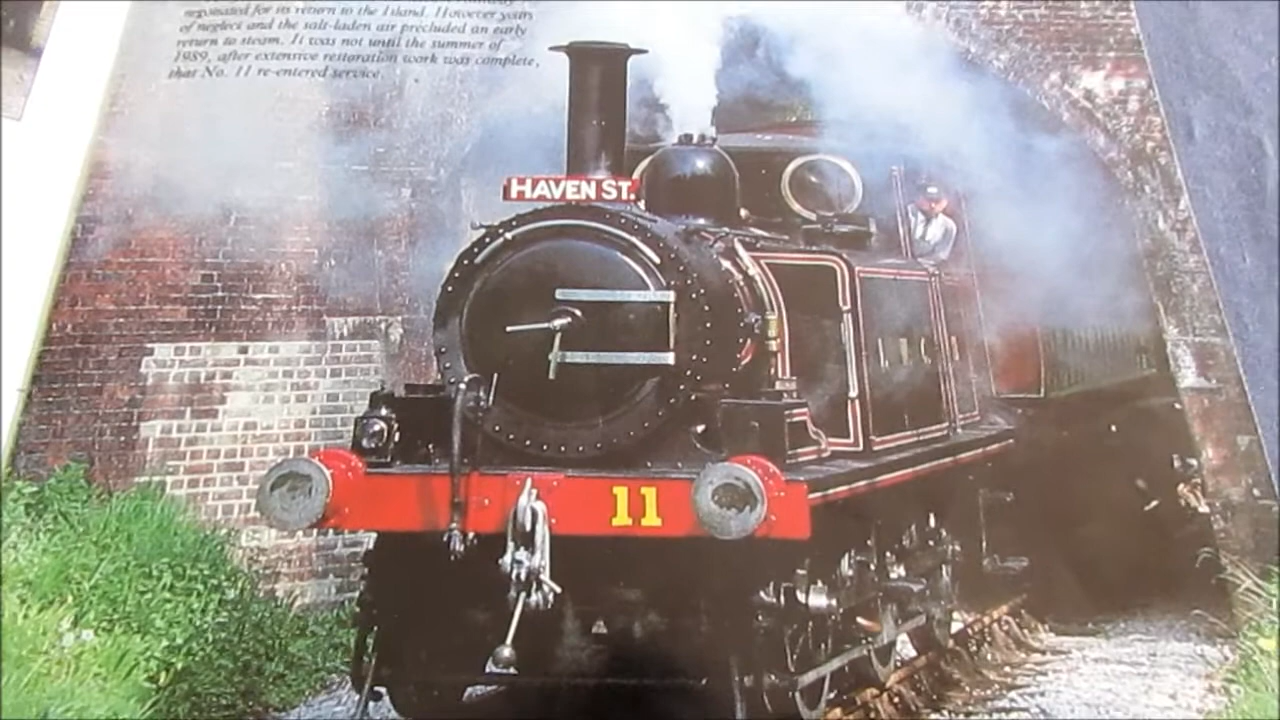 negotiated for its return to the Island. However years
of neglect and the salt-laden air precluded an early
return to steam. It was not until the summer of
1989, after extensive restoration work was complete,
that No. 11 re-entered service.
HAVEN ST.
11